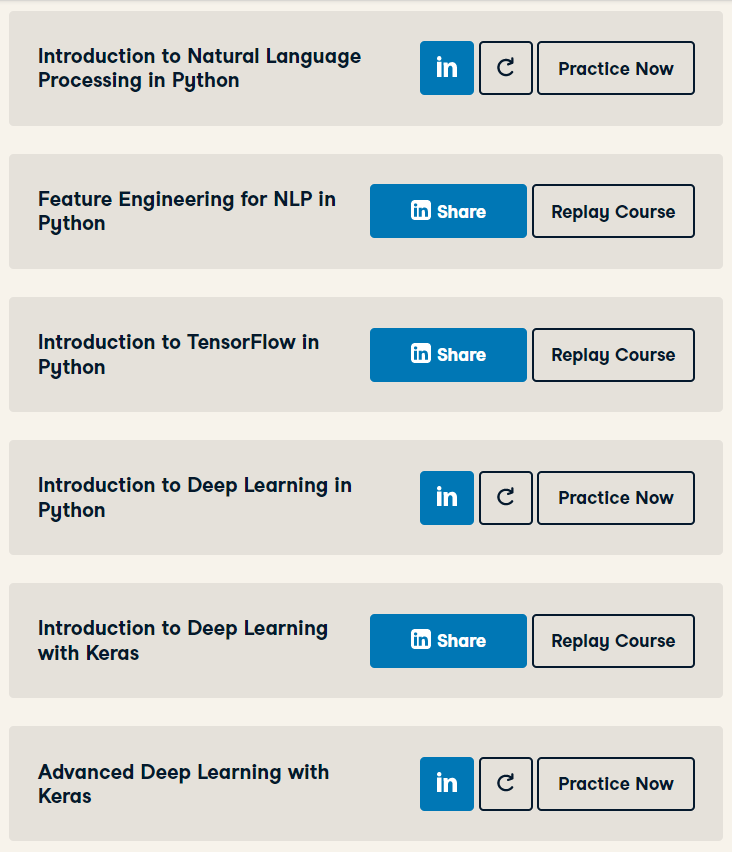 Introduction to Natural Language
Processing in Python
in
Practice Now
Feature Engineering for NLP in
Python
in Share
Replay Course
Introduction to TensorFlow in
Python
in Share
Replay Course
Introduction to Deep Learning in
Python
in
Practice Now
Introduction to Deep Learning
with Keras
in Share
Replay Course
Advanced Deep Learning with
Keras
in
Practice Now